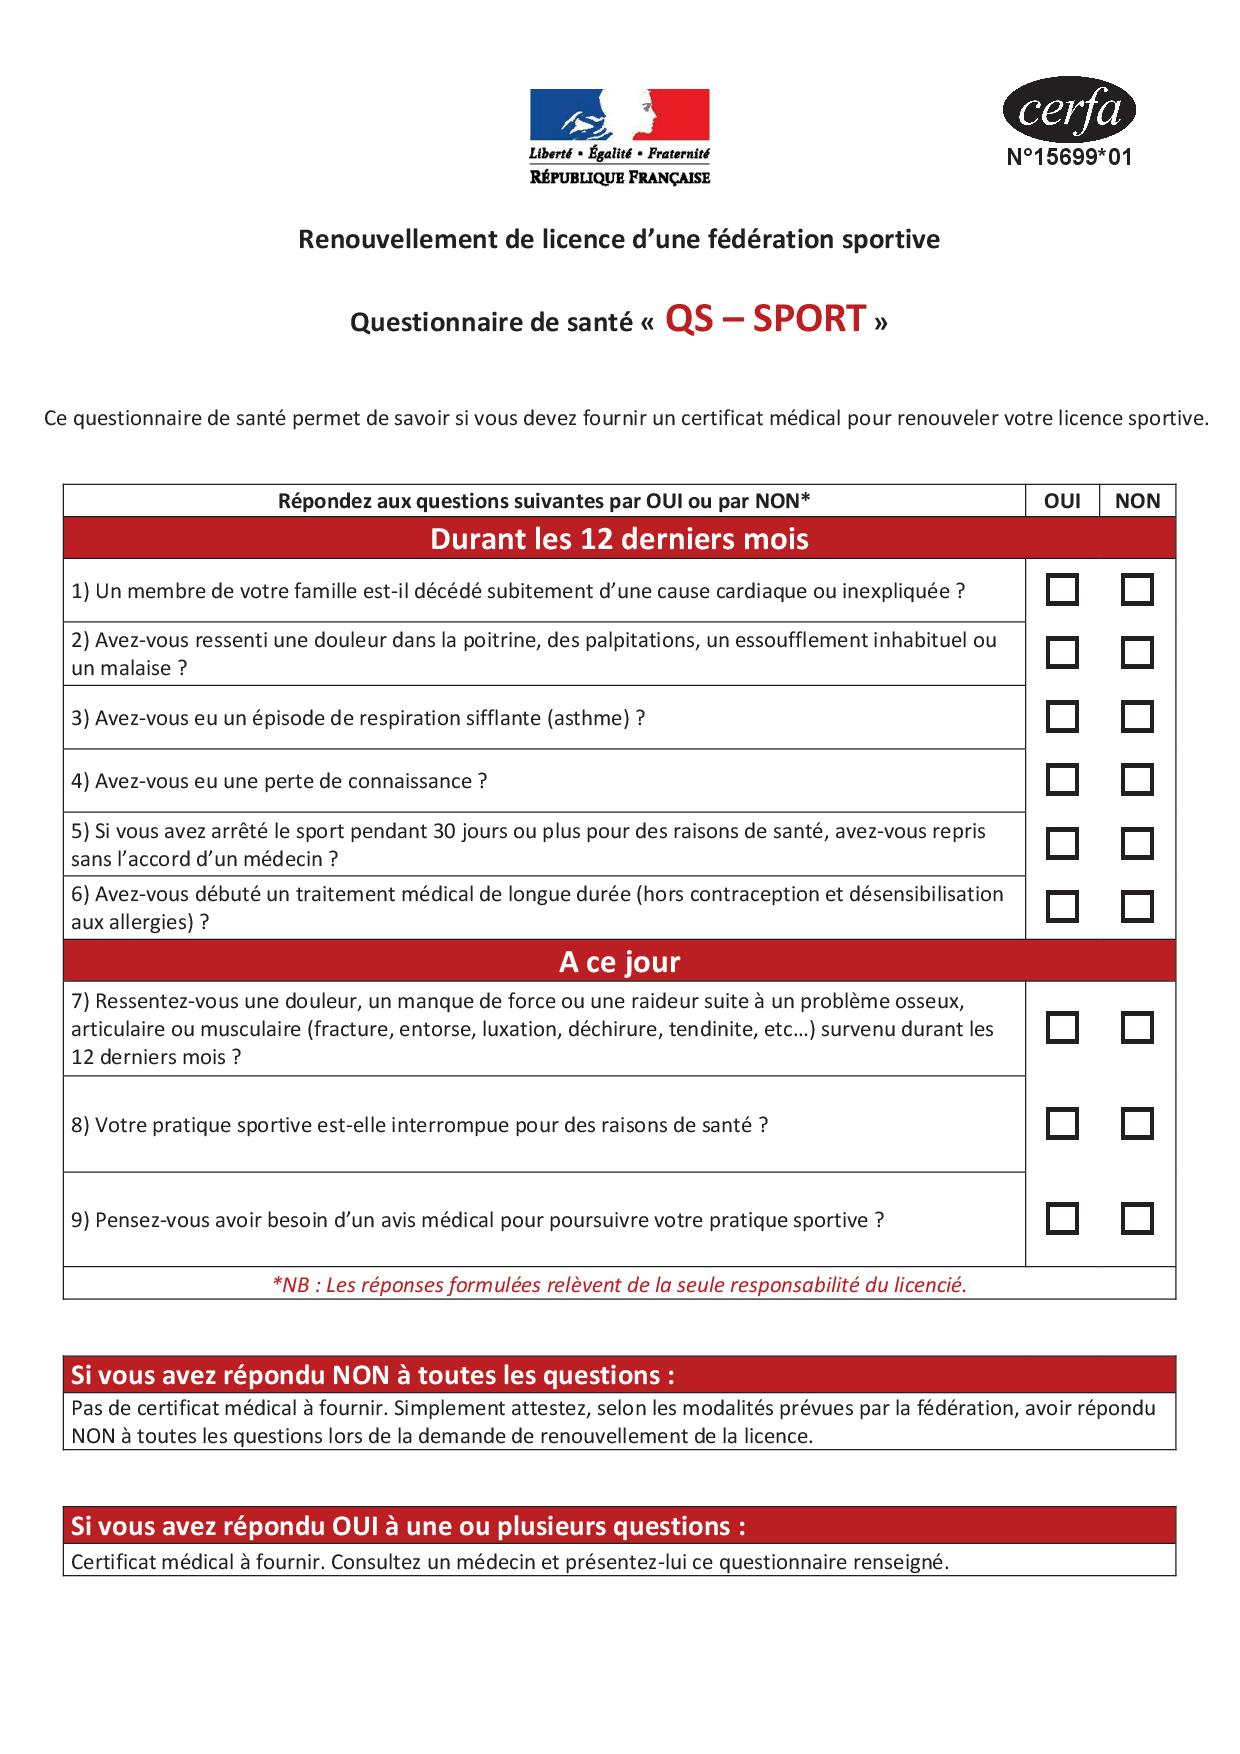 cerfa
N°15699*01
Liberté • Égalité • Fraternité
RÉPUBLIQUE FRANÇAISE
Renouvellement de licence d’une fédération sportive
Questionnaire de santé « QS – SPORT »
Ce questionnaire de santé permet de savoir si vous devez fournir un certificat médical pour renouveler votre licence sportive.
Répondez aux questions suivantes par OUI ou par NON* OUI NON
Durant les 12 derniers mois
1) Un membre de votre famille est-il décédé subitement d’une cause cardiaque ou inexpliquée ?
2) Avez-vous ressenti une douleur dans la poitrine, des palpitations, un essoufflement inhabituel ou
un malaise ?
3) Avez-vous eu un épisode de respiration sifflante (asthme) ?
4) Avez-vous eu une perte de connaissance ?
5) Si vous avez arrêté le sport pendant 30 jours ou plus pour des raisons de santé, avez-vous repris
sans l’accord d’un médecin ?
6) Avez-vous débuté un traitement médical de longue durée (hors contraception et désensibilisation
aux allergies) ?
A ce jour
7) Ressentez-vous une douleur, un manque de force ou une raideur suite à un problème osseux,
articulaire ou musculaire (fracture, entorse, luxation, déchirure, tendinite, etc…) survenu durant les
12 derniers mois ?
8) Votre pratique sportive est-elle interrompue pour des raisons de santé ?
9) Pensez-vous avoir besoin d’un avis médical pour poursuivre votre pratique sportive ?
*NB : Les réponses formulées relèvent de la seule responsabilité du licencié.
Si vous avez répondu NON à toutes les questions :
Pas de certificat médical à fournir. Simplement attestez, selon les modalités prévues par la fédération, avoir répondu
NON à toutes les questions lors de la demande de renouvellement de la licence.
Si vous avez répondu OUI à une ou plusieurs questions :
Certificat médical à fournir. Consultez un médecin et présentez-lui ce questionnaire renseigné.